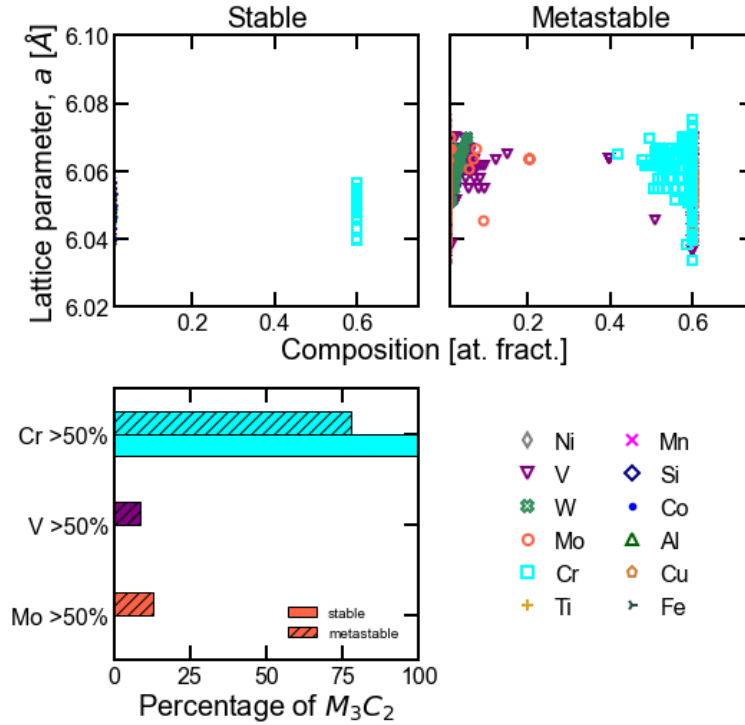 Stable
Metastable
Lattice parameter, a [Å]
6.10
6.08
6.06
6.04
6.02
0.2 0.4 0.6
0.2 0.4 0.6
Composition [at. fract.]
Cr >50%
V >50%
Mo >50%
stable
metastable
0 25 50 75 100
Percentage of M₃C₂
Ni
V
W
Mo
Cr
Ti
Mn
Si
Co
Al
Cu
Fe